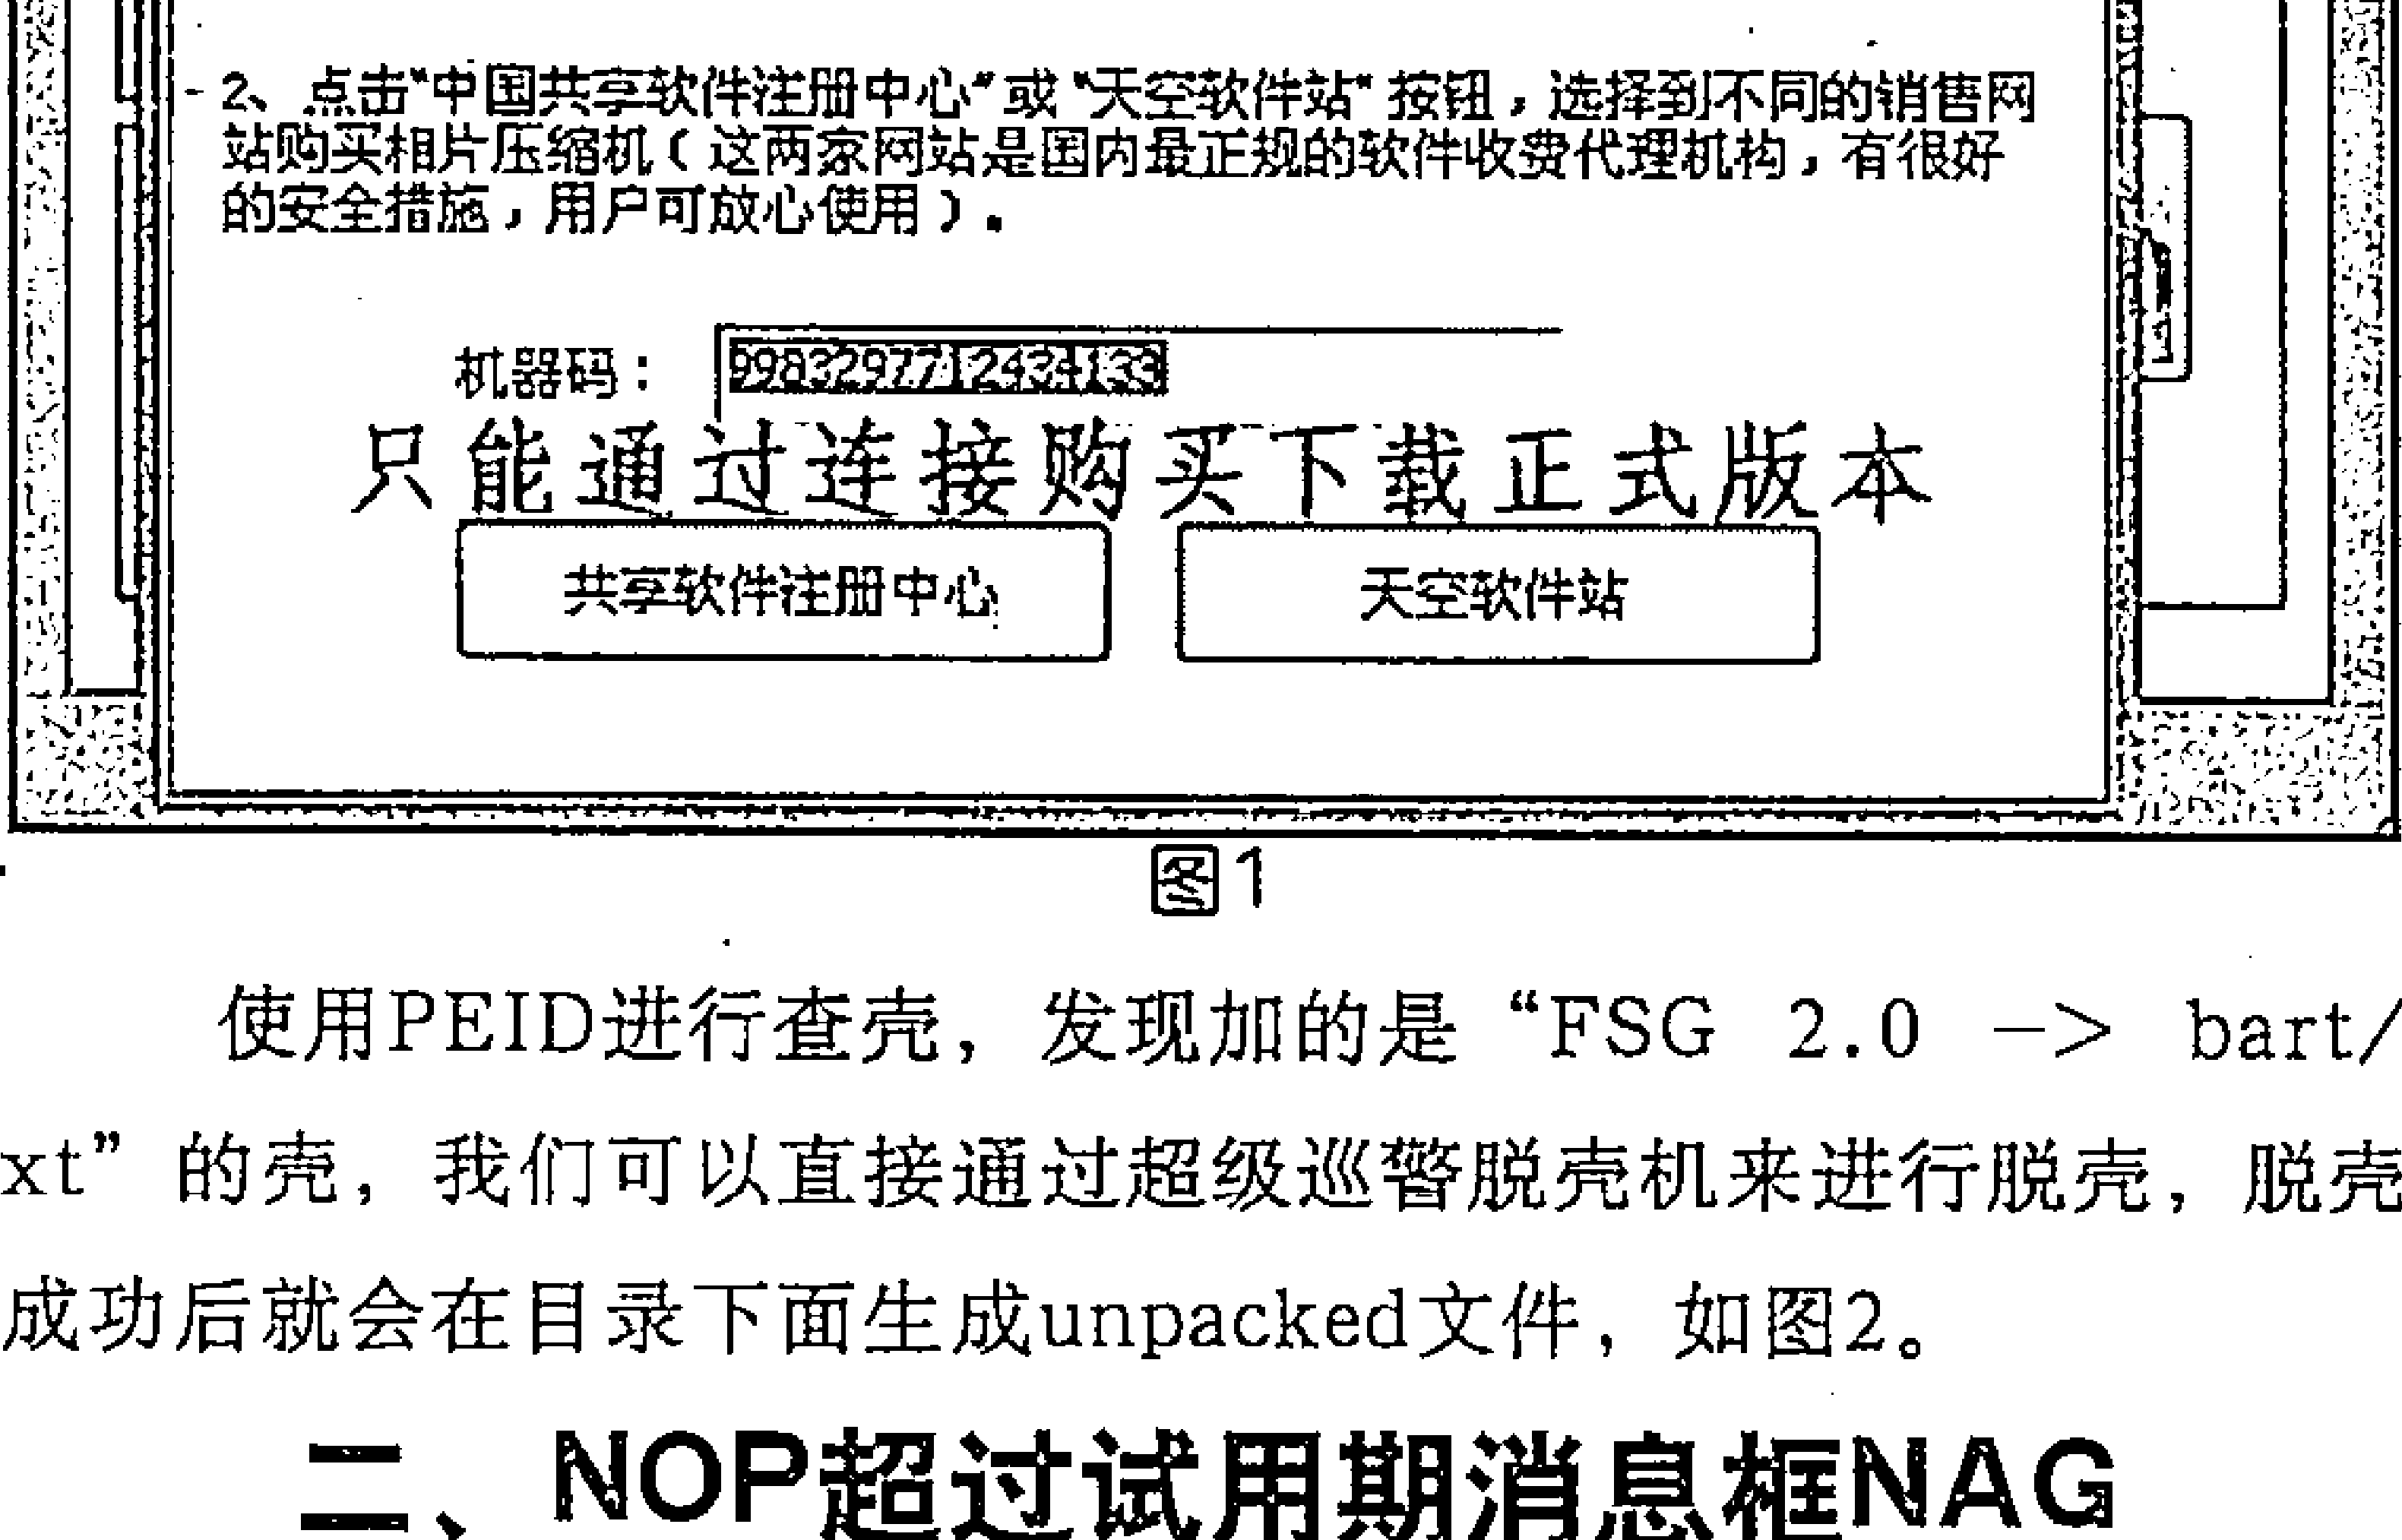 2、点击“中国共享软件注册中心”或“天空软件站”按钮，选择到不同的销售网
站购买相片压缩机（这两家网站是国内最正规的软件收费代理机构，有很好
的安全措施，用户可放心使用）.
机器码：
只能通过连接购买下载正式版本
共享软件注册中心 天空软件站
图1
使用PEID进行查壳，发现加的是“FSG 2.0 -> bart/
xt”的壳，我们可以直接通过超级巡警脱壳机来进行脱壳，脱壳
成功后就会在目录下面生成unpacked文件，如图2。
二、NOP超过试用期消息框NAG